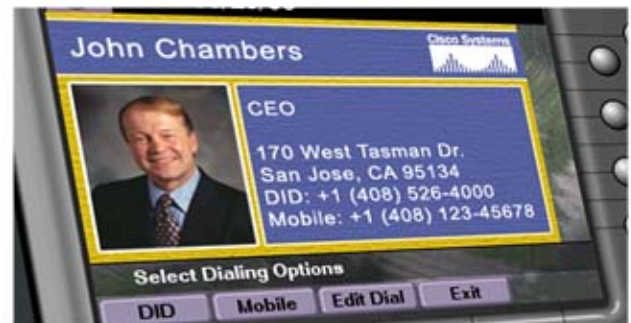 John Chambers
Cisco Systems
CEO
170 West Tasman Dr.
San Jose, CA 95134
DID: +1 (408) 526-4000
Mobile: +1 (408) 123-45678
Select Dialing Options
DID
Mobile
Edit Dial
Exit